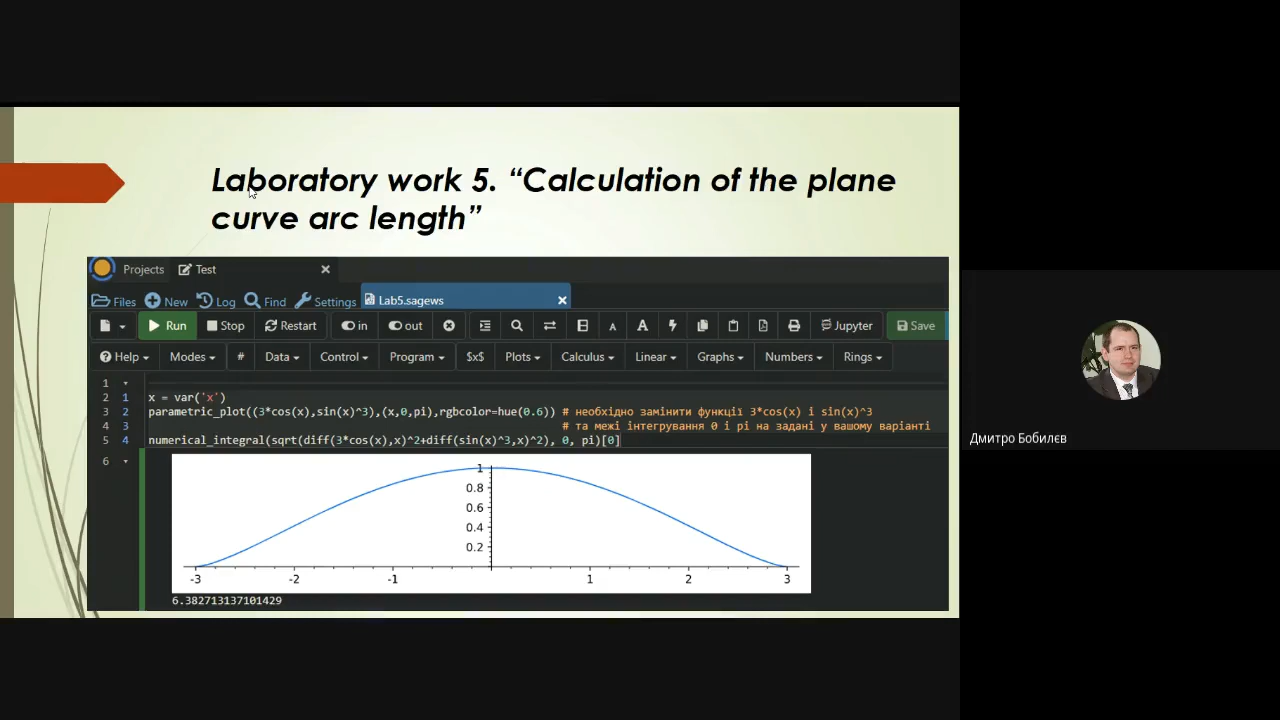 Laboratory work 5. “Calculation of the plane
curve arc length”
Projects Test
Files New Log Find Settings Lab5.sagews
Run Stop Restart in out A A Jupyter Save
Help Modes # Data Control Program $x$ Plots Calculus Linear Graphs Numbers Rings
1
2 1 x = var('x')
3 2 parametric_plot((3*cos(x),sin(x)^3),(x,0,pi),rgbcolor=hue(0.6)) # необхідно замінити функції 3*cos(x) і sin(x)^3
4 3 # та межі інтегрування 0 і pi на задані у вашому варіанті
5 4 numerical_integral(sqrt(diff(3*cos(x),x)^2+diff(sin(x)^3,x)^2), 0, pi)[0]
6
1
0.8
0.6
0.4
0.2
-3 -2 -1 1 2 3
6.382713137101429
Дмитро Бобилєв